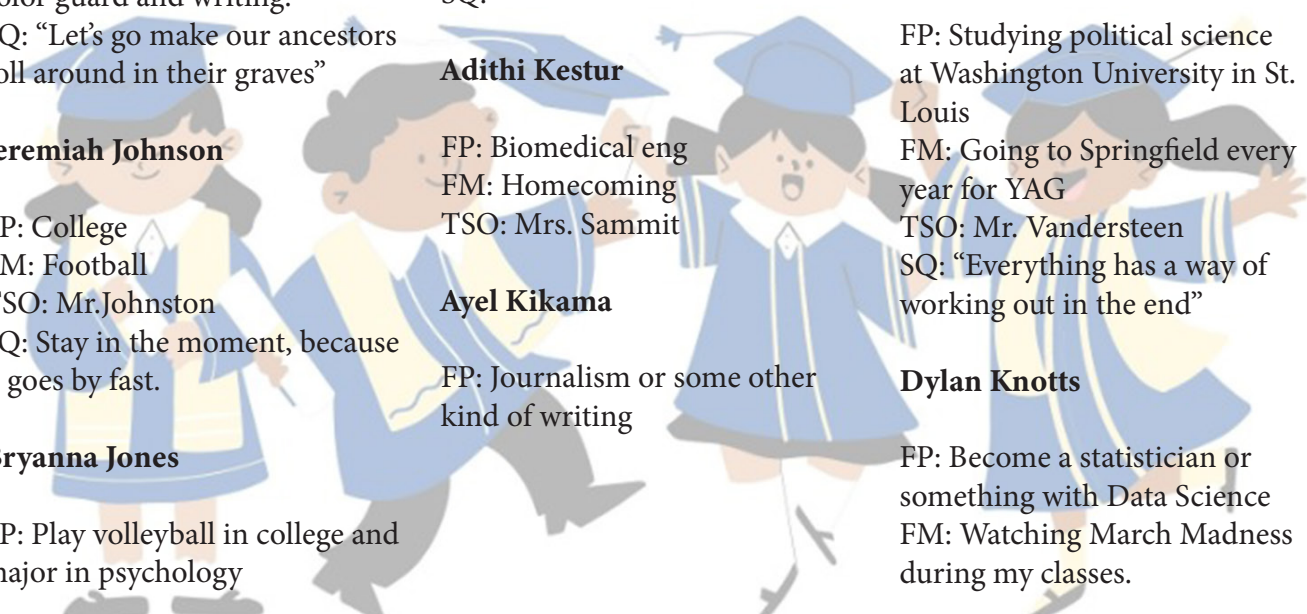 olor guard and writing.
Q: “Let’s go make our ancestors
oll around in their graves”
eremiah Johnson
P: College
M: Football
TSO: Mr.Johnston
Q: Stay in the moment, because
goes by fast.
Bryanna Jones
P: Play volleyball in college and
major in psychology
SQ:
Adithi Kestur
FP: Biomedical eng
FM: Homecoming
TSO: Mrs. Sammit
Ayel Kikama
FP: Journalism or some other
kind of writing
FP: Studying political science
at Washington University in St.
Louis
FM: Going to Springfield every
year for YAG
TSO: Mr. Vandersteen
SQ: “Everything has a way of
working out in the end”
Dylan Knotts
FP: Become a statistician or
something with Data Science
FM: Watching March Madness
during my classes.